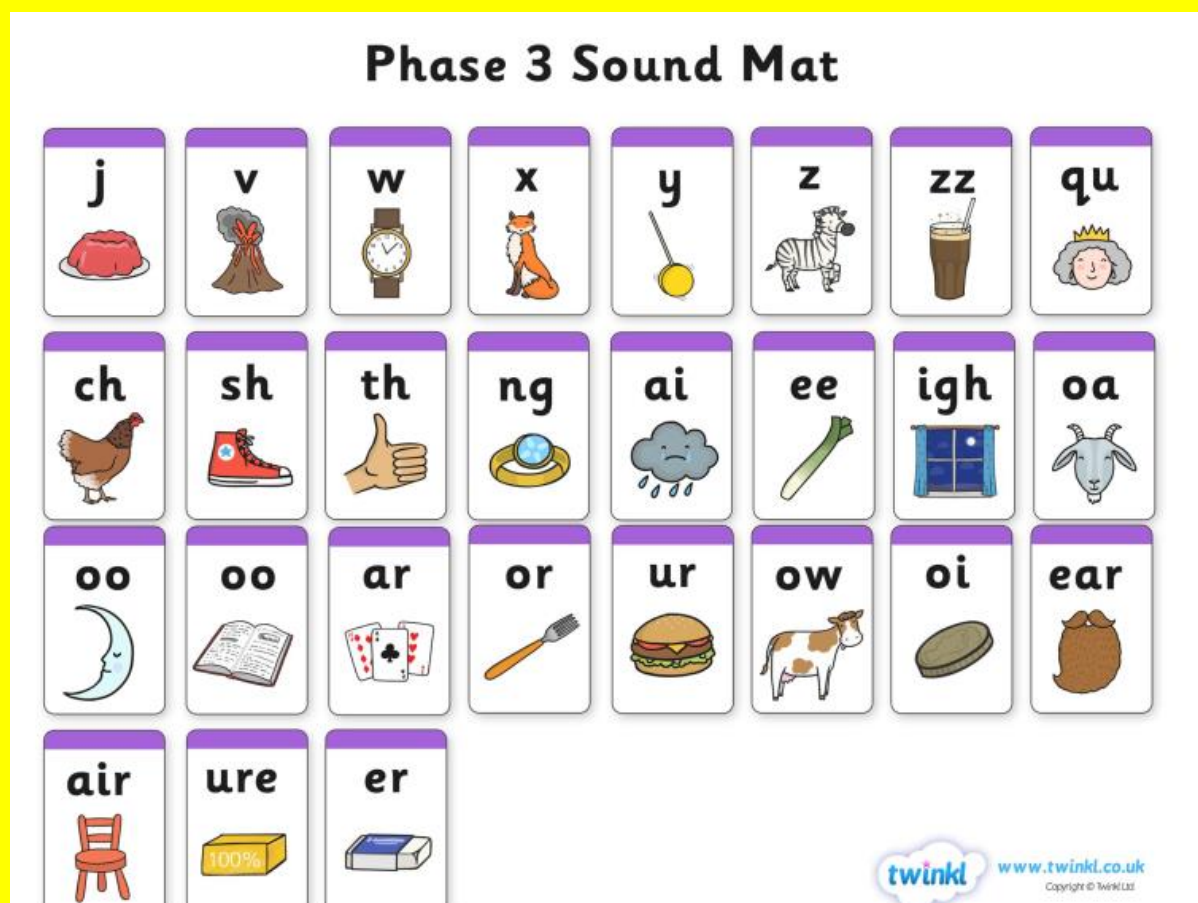 Phase 3 Sound Mat
j v w x y z zz qu
ch sh th ng ai ee igh oa
oo oo ar or ur ow oi ear
air ure er
100%
twinkl www.twinkl.co.uk
Copyright © Twinkl Ltd